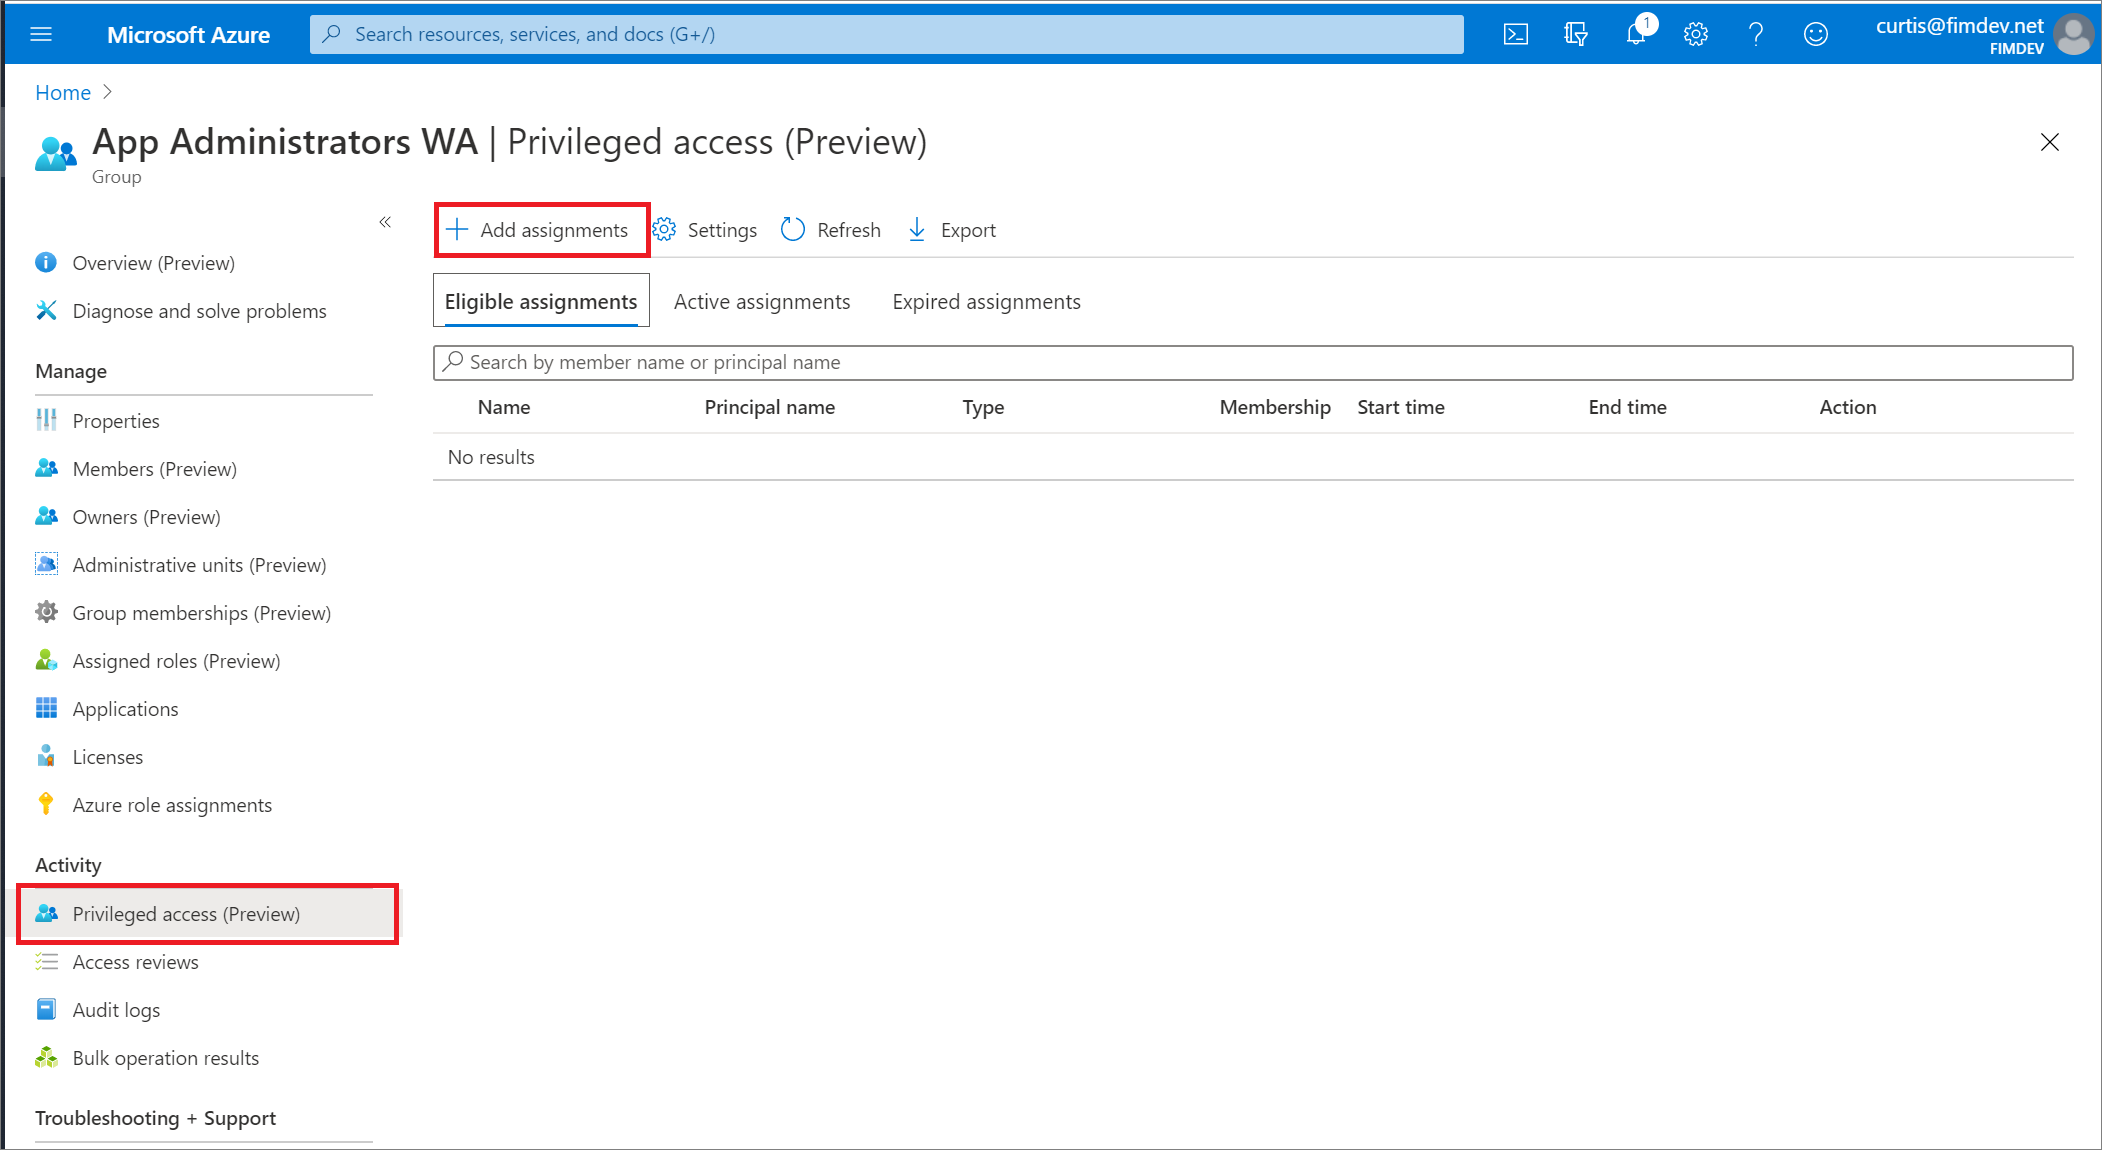 Microsoft Azure
Search resources, services, and docs (G+/)
1
curtis@fimdev.net
FIMDEV
Home
App Administrators WA | Privileged access (Preview)
Group
Add assignments
Settings
Refresh
Export
Overview (Preview)
Diagnose and solve problems
Manage
Properties
Members (Preview)
Owners (Preview)
Administrative units (Preview)
Group memberships (Preview)
Assigned roles (Preview)
Applications
Licenses
Azure role assignments
Activity
Privileged access (Preview)
Access reviews
Audit logs
Bulk operation results
Troubleshooting + Support
Eligible assignments
Active assignments
Expired assignments
Search by member name or principal name
Name Principal name Type Membership Start time End time Action
No results